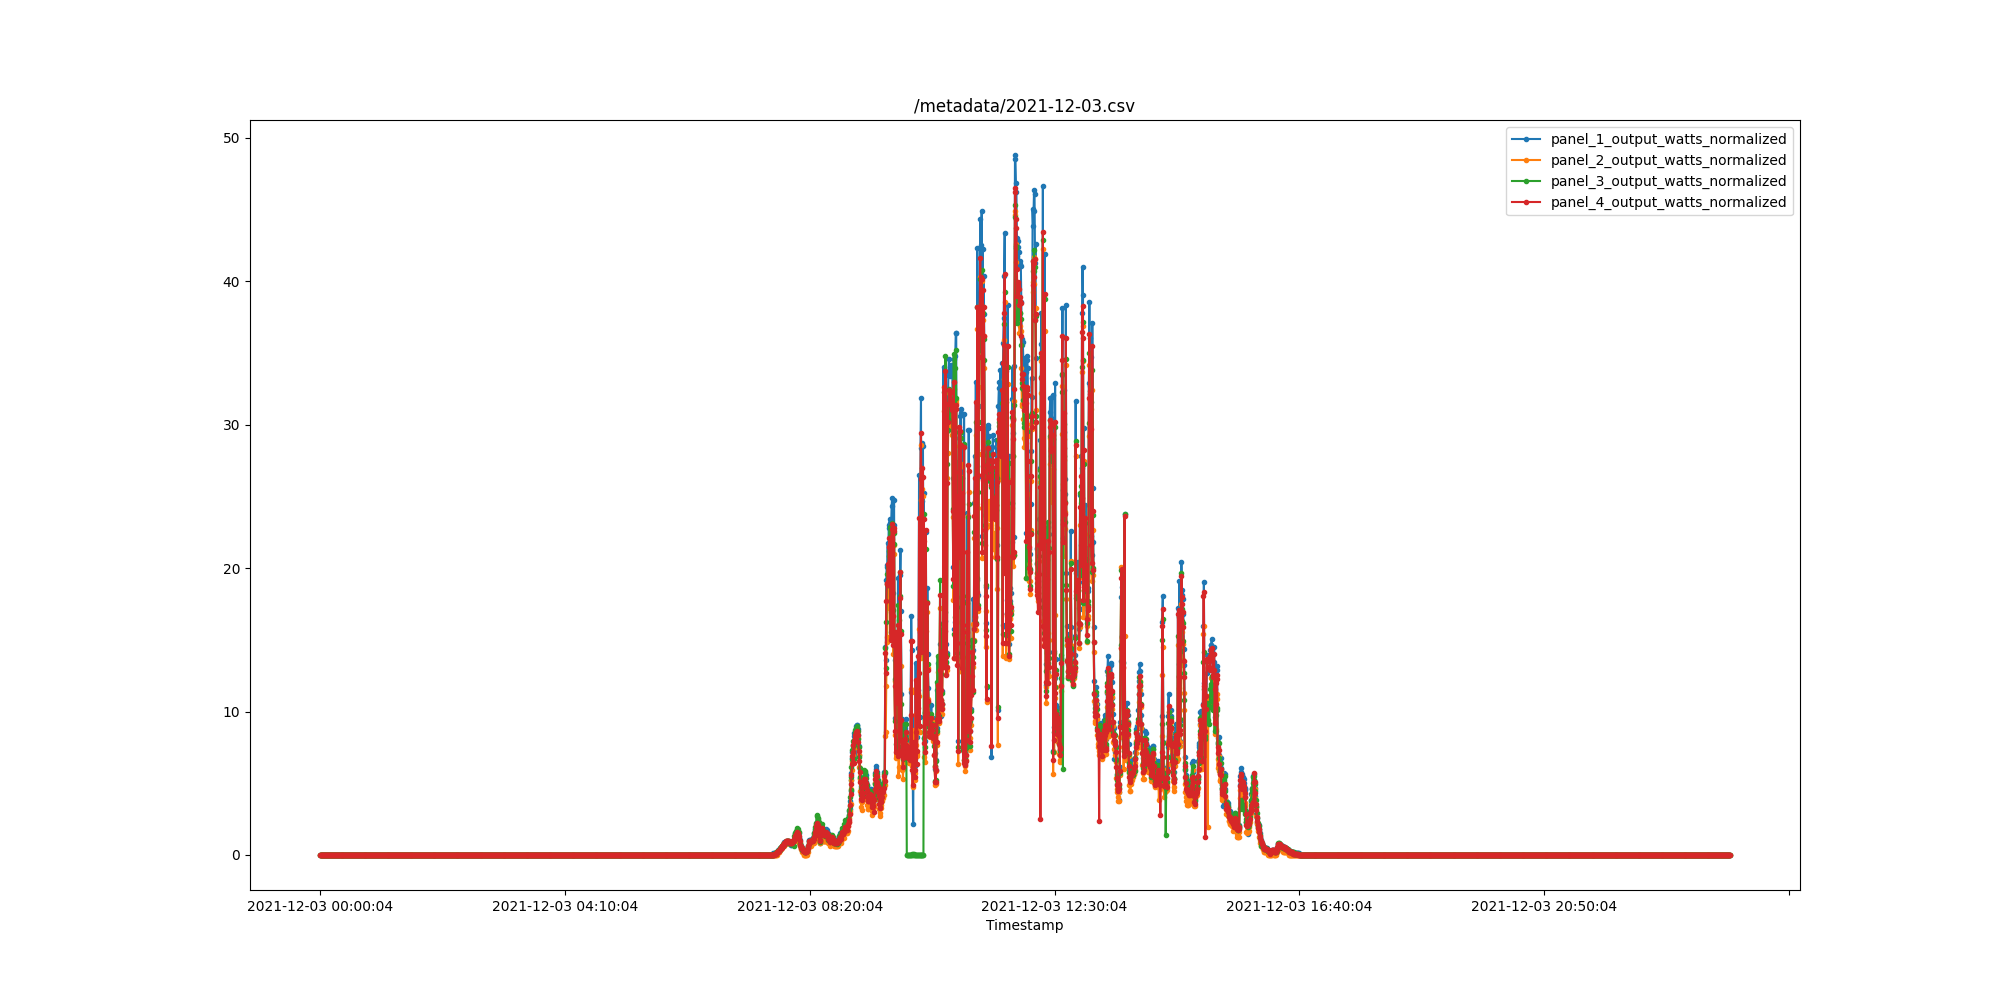 /metadata/2021-12-03.csv
panel_1_output_watts_normalized
panel_2_output_watts_normalized
panel_3_output_watts_normalized
panel_4_output_watts_normalized
50
40
30
20
10
0
2021-12-03 00:00:04 2021-12-03 04:10:04 2021-12-03 08:20:04 2021-12-03 12:30:04 2021-12-03 16:40:04 2021-12-03 20:50:04
Timestamp